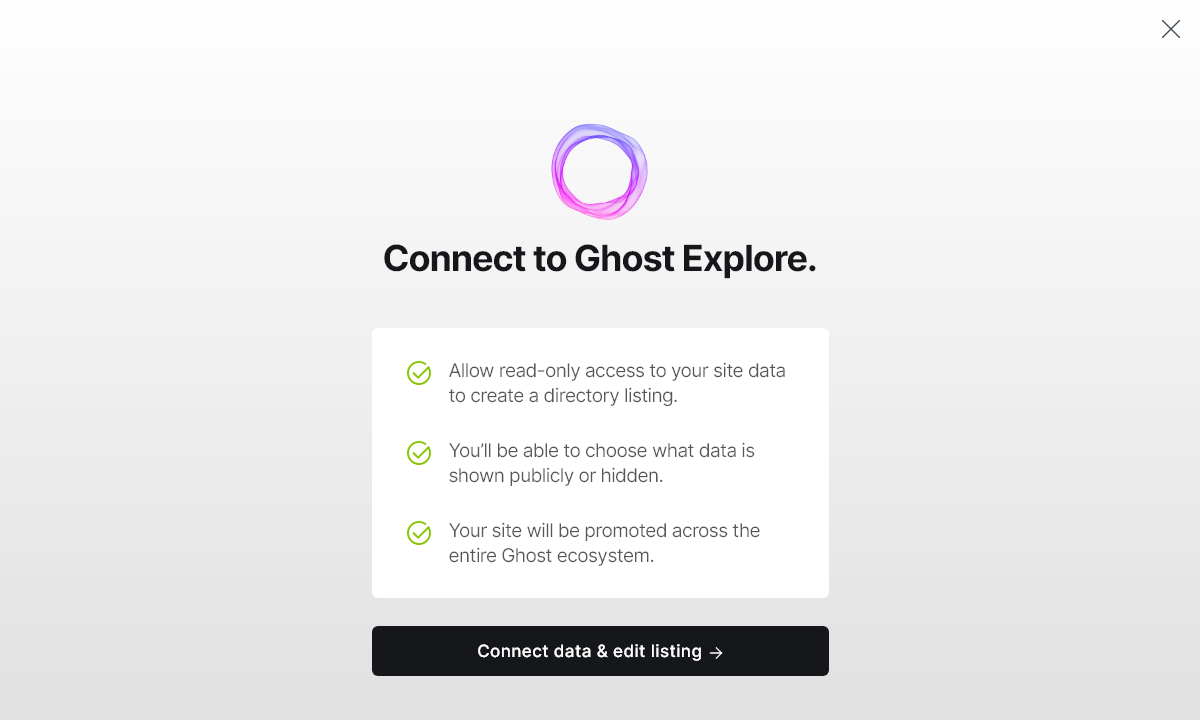 Connect to Ghost Explore.
Allow read-only access to your site data
to create a directory listing.
You’ll be able to choose what data is
shown publicly or hidden.
Your site will be promoted across the
entire Ghost ecosystem.
Connect data & edit listing →